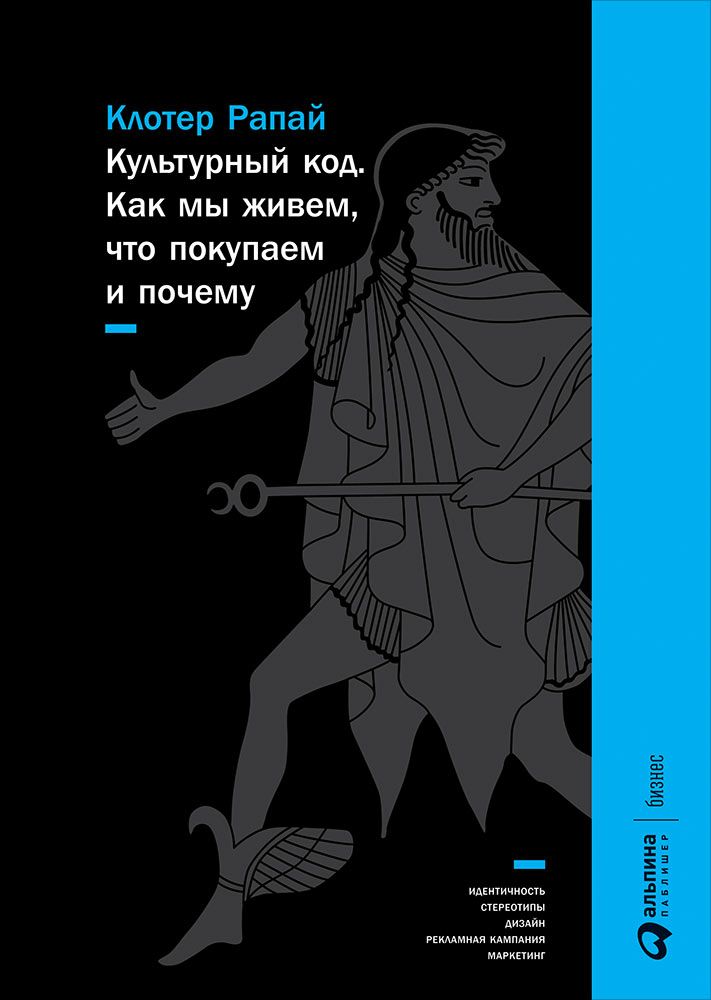 Клотер Рапай
Культурный код.
Как мы живем,
что покупаем
и почему
бизнес
альпина
ПАБЛИШЕР
ИДЕНТИЧНОСТЬ
СТЕРЕОТИПЫ
ДИЗАЙН
РЕКЛАМНАЯ КАМПАНИЯ
МАРКЕТИНГ